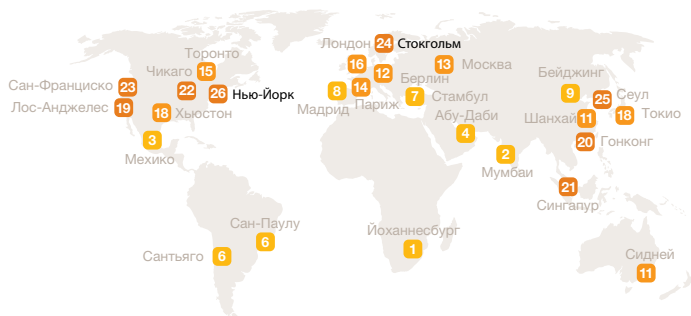 Лондон 24 Стокгольм
Торонто
15
16
12
13 Москва
Чикаго
22
Бейджинг
9
Сан-Франциско 23
26 Нью-Йорк
8
14
Берлин
7 Стамбул
25 Сеул
Лос-Анджелес 19
18 Хьюстон
Мадрид
Париж
Абу-Даби
4
Шанхай 11
18 Токио
3
Мехико
2
Мумбаи
20 Гонконг
21
Сингапур
Сан-Паулу
6
Йоханнесбург
1
Сантьяго 6
Сидней
11